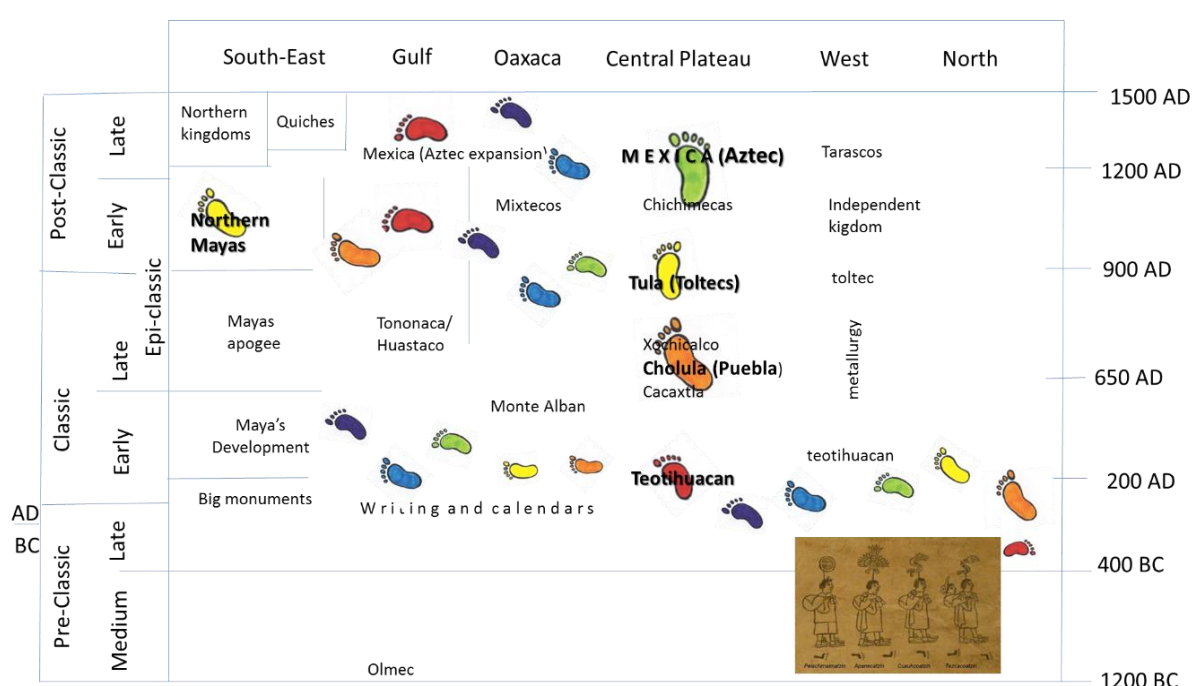 South-East Gulf Oaxaca Central Plateau West North
1500 AD
Post-Classic
Late
Northern
kingdoms
Quiches
Mexica (Aztec expansion)
MEXICA (Aztec)
Tarascos
1200 AD
Early
Northern
Mayas
Mixtecos
Chichimecas
Independent
kigdom
900 AD
Epi-classic
Tula (Toltecs)
toltec
Classic
Late
Mayas
apogee
Tononaca/
Huastaco
Xochicalco
Cholula (Puebla)
Cacaxtla
metallurgy
650 AD
Early
Maya's
Development
Monte Alban
Teotihuacan
teotihuacan
200 AD
Big monuments
Writing and calendars
AD
BC
Pre-Classic
Late
400 BC
Medium
Olmec
1200 BC